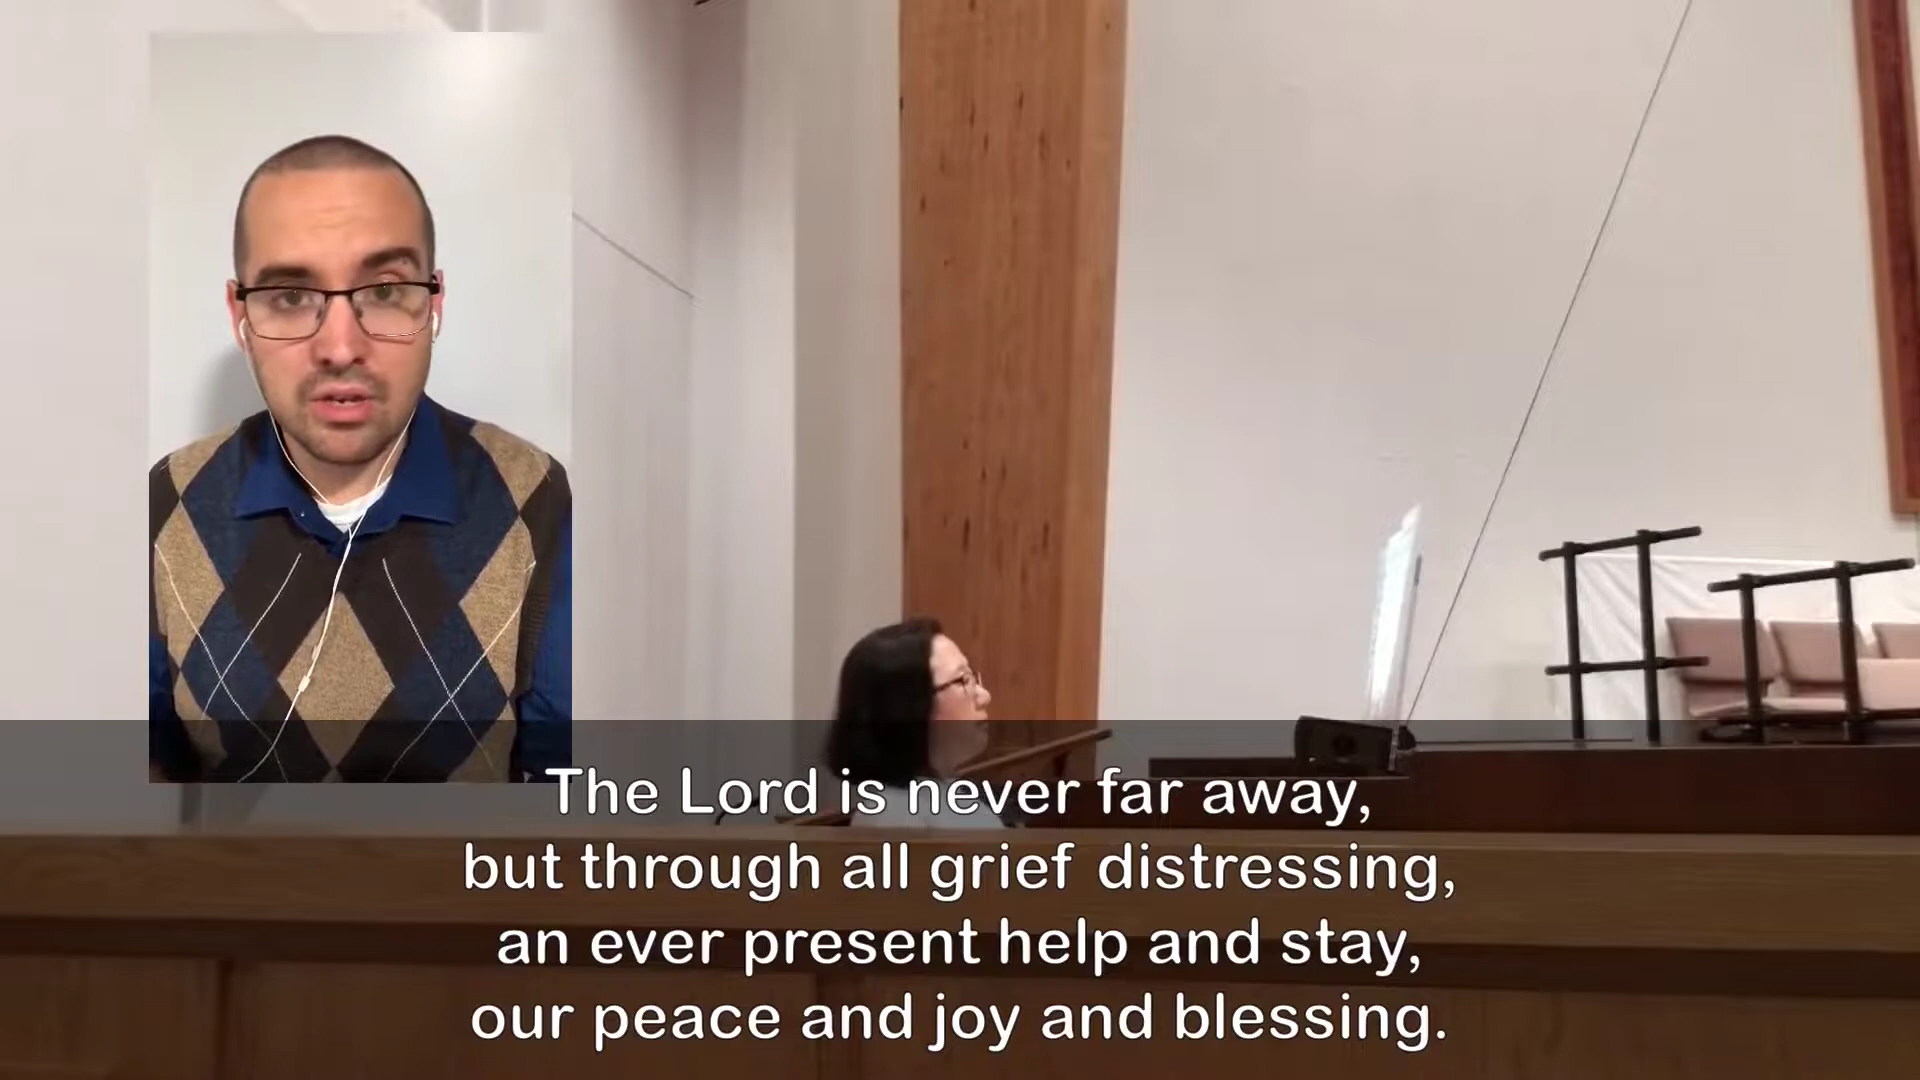 The Lord is never far away,
but through all grief distressing,
an ever present help and stay,
our peace and joy and blessing.